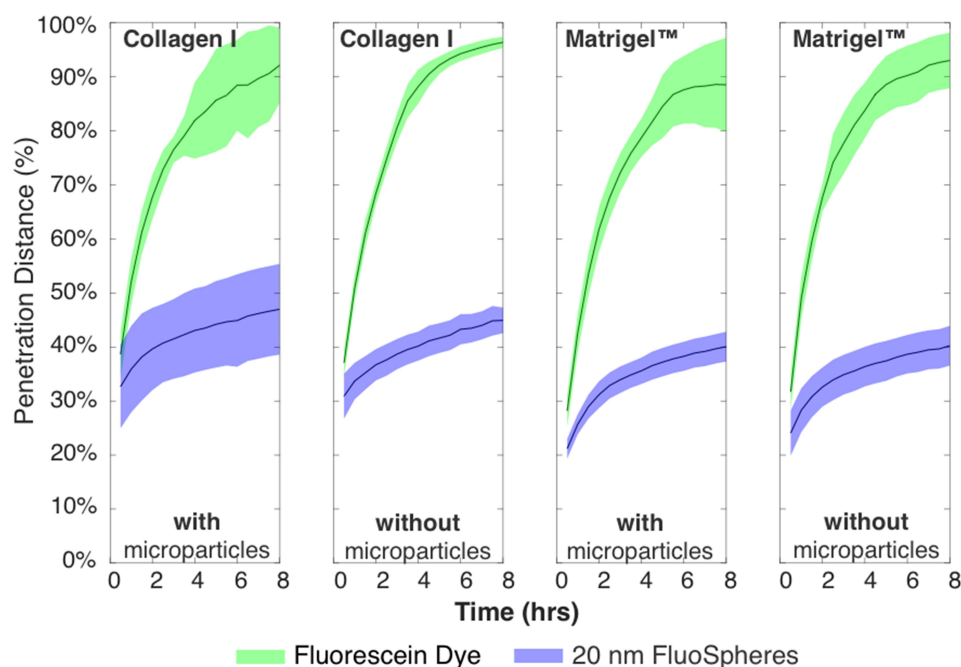 Collagen I
Collagen I
Matrigel™
Matrigel™
Penetration Distance (%)
100%
90%
80%
70%
60%
50%
40%
30%
20%
10%
0%
with
microparticles
without
microparticles
with
microparticles
without
microparticles
0 2 4 6 8
0 2 4 6 8
0 2 4 6 8
0 2 4 6 8
Time (hrs)
Fluorescein Dye
20 nm FluoSpheres